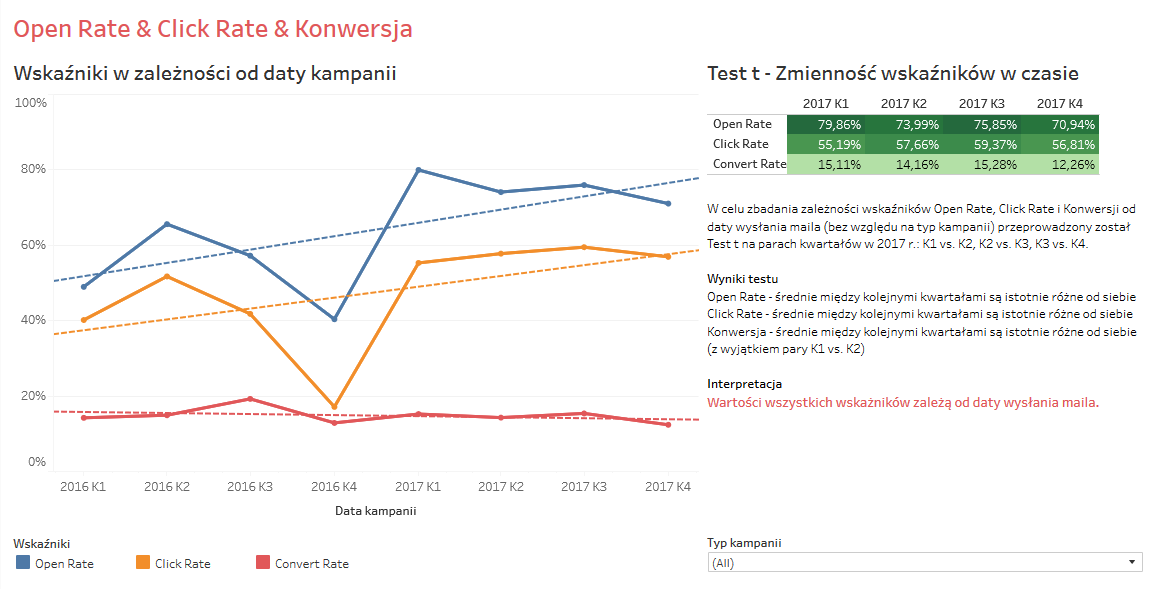 Open Rate & Click Rate & Konwersja
Wskaźniki w zależności od daty kampanii
100%
80%
60%
40%
20%
0%
2016 K1 2016 K2 2016 K3 2016 K4 2017 K1 2017 K2 2017 K3 2017 K4
Data kampanii
Wskaźniki
Open Rate Click Rate Convert Rate
Test t - Zmienność wskaźników w czasie
2017 K1 2017 K2 2017 K3 2017 K4
Open Rate 79,86% 73,99% 75,85% 70,94%
Click Rate 55,19% 57,66% 59,37% 56,81%
Convert Rate 15,11% 14,16% 15,28% 12,26%
W celu zbadania zależności wskaźników Open Rate, Click Rate i Konwersji od
daty wysłania maila (bez względu na typ kampanii) przeprowadzony został
Test t na parach kwartałów w 2017 r.: K1 vs. K2, K2 vs. K3, K3 vs. K4.
Wyniki testu
Open Rate - średnie między kolejnymi kwartałami są istotnie różne od siebie
Click Rate - średnie między kolejnymi kwartałami są istotnie różne od siebie
Konwersja - średnie między kolejnymi kwartałami są istotnie różne od siebie
(z wyjątkiem pary K1 vs. K2)
Interpretacja
Wartości wszystkich wskaźników zależą od daty wysłania maila.
Typ kampanii
(All)